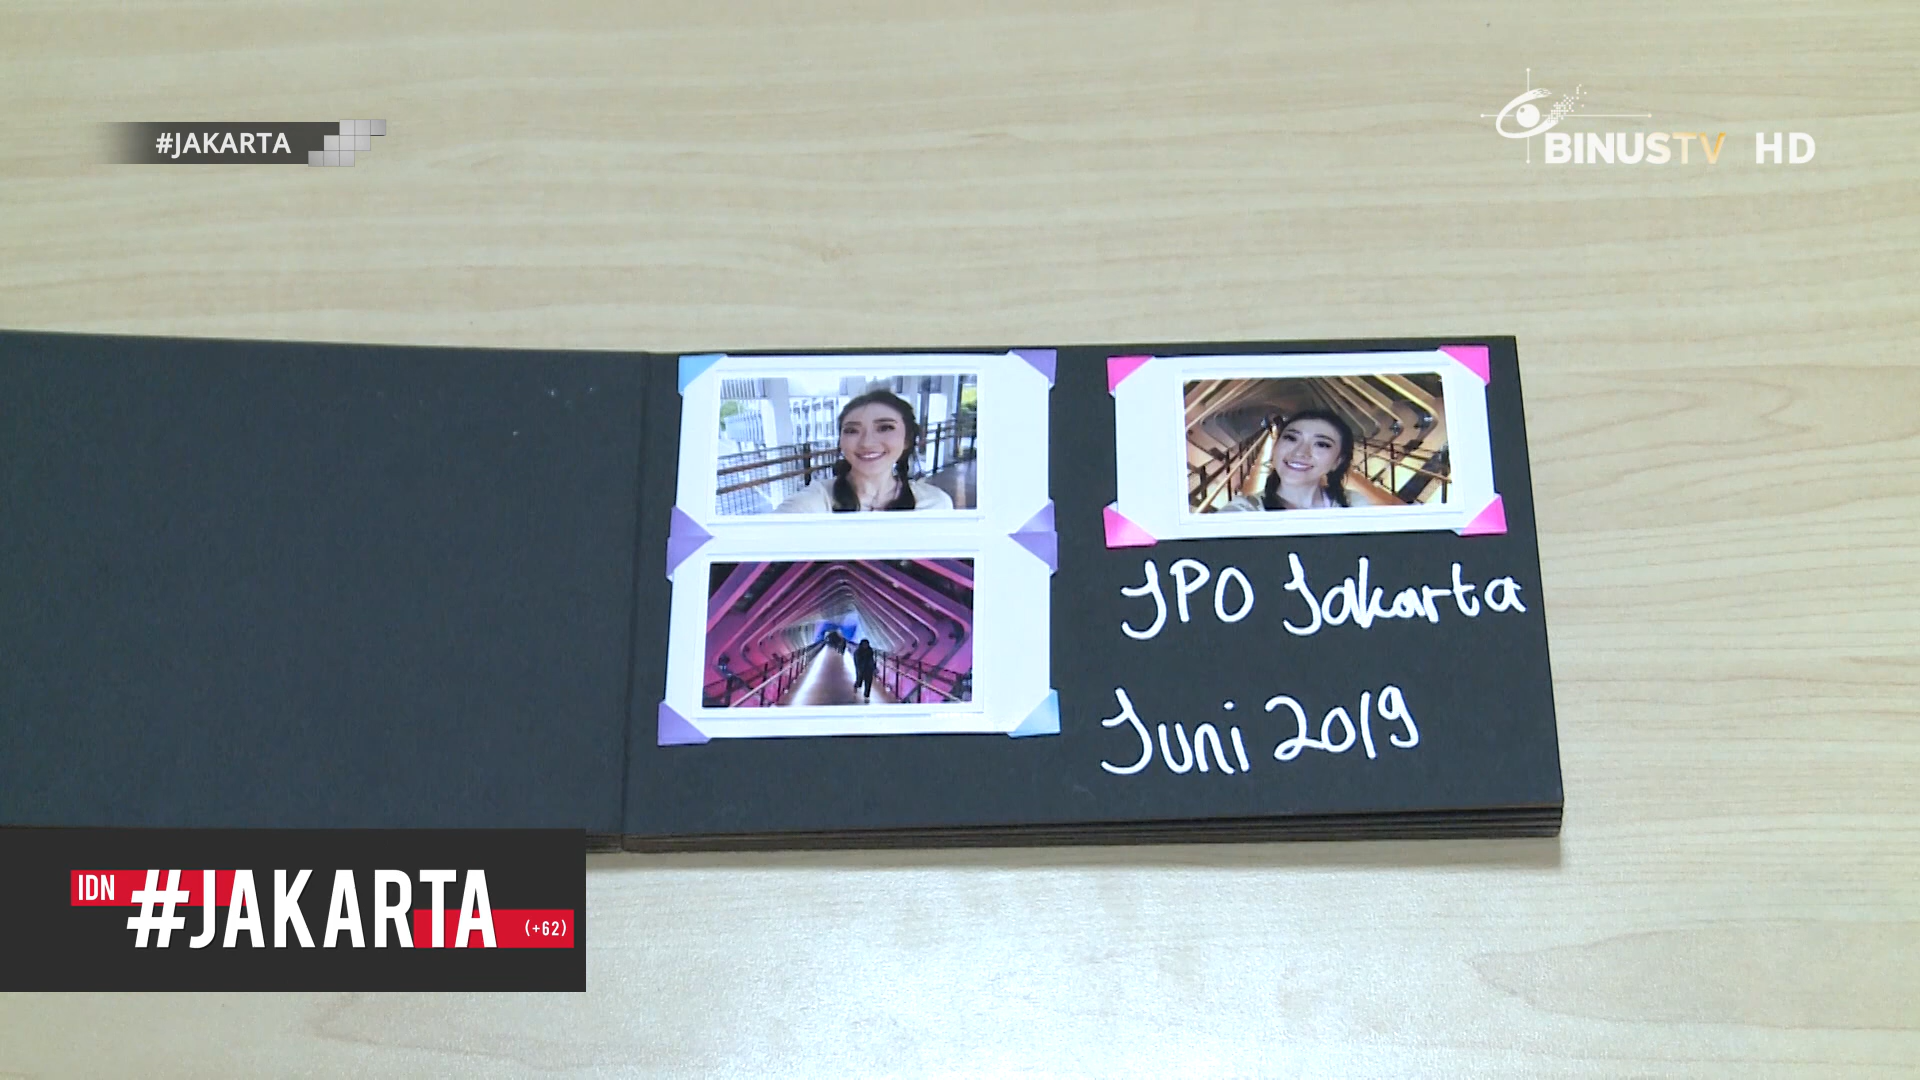 #JAKARTA
BINUSTV HD
JPO Jakarta
Juni 2019
IDN #JAKARTA (+62)